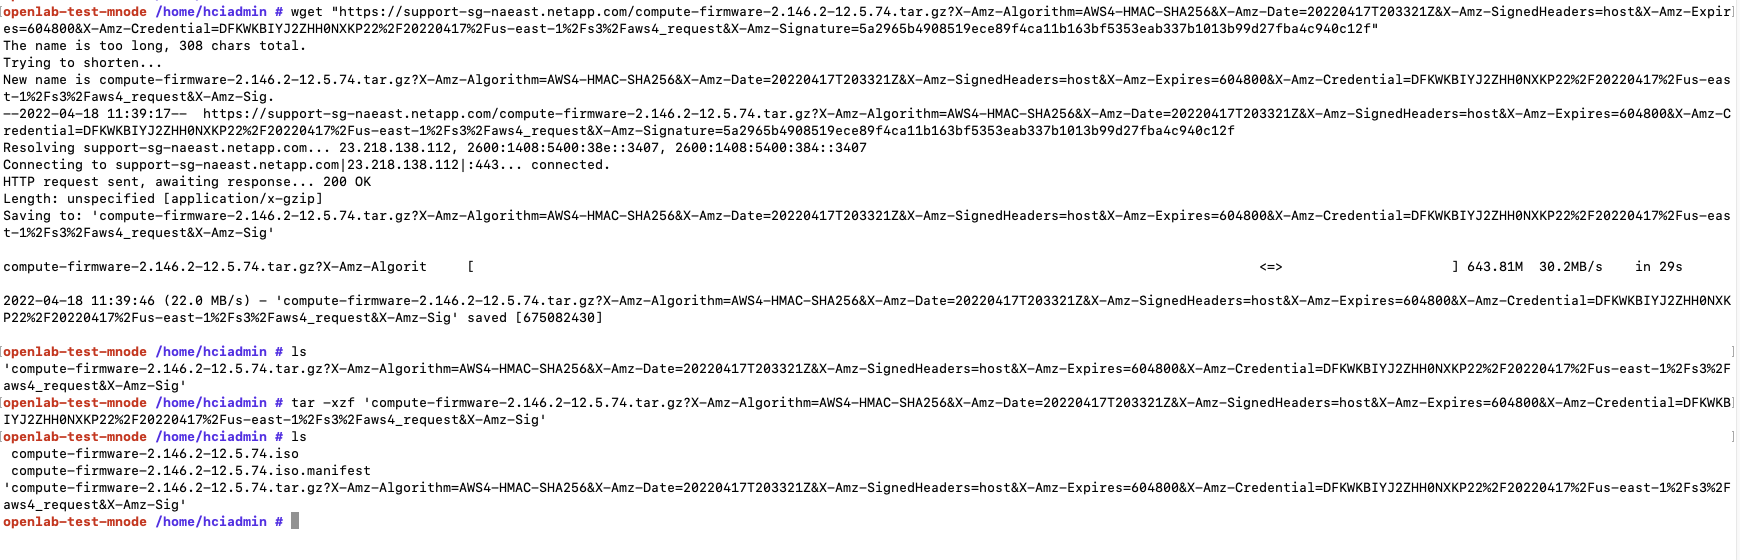 [openlab-test-mnode /home/hciadmin # wget "https://support-sg-naeast.netapp.com/compute-firmware-2.146.2-12.5.74.tar.gz?X-Amz-Algorithm=AWS4-HMAC-SHA256&X-Amz-Date=20220417T203321Z&X-Amz-SignedHeaders=host&X-Amz-Expir]
es=604800&X-Amz-Credential=DFKWKBIYJ2ZHH0NXKP22%2F20220417%2Fus-east-1%2Fs3%2Faws4_request&X-Amz-Signature=5a2965b4908519ece89f4ca11b163bf5353eab337b1013b99d27fba4c940c12f"
The name is too long, 308 chars total.
Trying to shorten...
New name is compute-firmware-2.146.2-12.5.74.tar.gz?X-Amz-Algorithm=AWS4-HMAC-SHA256&X-Amz-Date=20220417T203321Z&X-Amz-SignedHeaders=host&X-Amz-Expires=604800&X-Amz-Credential=DFKWKBIYJ2ZHH0NXKP22%2F20220417%2Fus-eas
t-1%2Fs3%2Faws4_request&X-Amz-Sig.
--2022-04-18 11:39:17--  https://support-sg-naeast.netapp.com/compute-firmware-2.146.2-12.5.74.tar.gz?X-Amz-Algorithm=AWS4-HMAC-SHA256&X-Amz-Date=20220417T203321Z&X-Amz-SignedHeaders=host&X-Amz-Expires=604800&X-Amz-C
redential=DFKWKBIYJ2ZHH0NXKP22%2F20220417%2Fus-east-1%2Fs3%2Faws4_request&X-Amz-Signature=5a2965b4908519ece89f4ca11b163bf5353eab337b1013b99d27fba4c940c12f
Resolving support-sg-naeast.netapp.com... 23.218.138.112, 2600:1408:5400:38e::3407, 2600:1408:5400:384::3407
Connecting to support-sg-naeast.netapp.com|23.218.138.112|:443... connected.
HTTP request sent, awaiting response... 200 OK
Length: unspecified [application/x-gzip]
Saving to: 'compute-firmware-2.146.2-12.5.74.tar.gz?X-Amz-Algorithm=AWS4-HMAC-SHA256&X-Amz-Date=20220417T203321Z&X-Amz-SignedHeaders=host&X-Amz-Expires=604800&X-Amz-Credential=DFKWKBIYJ2ZHH0NXKP22%2F20220417%2Fus-eas
t-1%2Fs3%2Faws4_request&X-Amz-Sig'
compute-firmware-2.146.2-12.5.74.tar.gz?X-Amz-Algorit     [ <=> ] 643.81M  30.2MB/s    in 29s
2022-04-18 11:39:46 (22.0 MB/s) - 'compute-firmware-2.146.2-12.5.74.tar.gz?X-Amz-Algorithm=AWS4-HMAC-SHA256&X-Amz-Date=20220417T203321Z&X-Amz-SignedHeaders=host&X-Amz-Expires=604800&X-Amz-Credential=DFKWKBIYJ2ZHH0NXK
P22%2F20220417%2Fus-east-1%2Fs3%2Faws4_request&X-Amz-Sig' saved [675082430]
[openlab-test-mnode /home/hciadmin # ls ]
'compute-firmware-2.146.2-12.5.74.tar.gz?X-Amz-Algorithm=AWS4-HMAC-SHA256&X-Amz-Date=20220417T203321Z&X-Amz-SignedHeaders=host&X-Amz-Expires=604800&X-Amz-Credential=DFKWKBIYJ2ZHH0NXKP22%2F20220417%2Fus-east-1%2Fs3%2F
aws4_request&X-Amz-Sig'
[openlab-test-mnode /home/hciadmin # tar -xzf 'compute-firmware-2.146.2-12.5.74.tar.gz?X-Amz-Algorithm=AWS4-HMAC-SHA256&X-Amz-Date=20220417T203321Z&X-Amz-SignedHeaders=host&X-Amz-Expires=604800&X-Amz-Credential=DFKWKB]
IYJ2ZHH0NXKP22%2F20220417%2Fus-east-1%2Fs3%2Faws4_request&X-Amz-Sig'
[openlab-test-mnode /home/hciadmin # ls ]
compute-firmware-2.146.2-12.5.74.iso
compute-firmware-2.146.2-12.5.74.iso.manifest
'compute-firmware-2.146.2-12.5.74.tar.gz?X-Amz-Algorithm=AWS4-HMAC-SHA256&X-Amz-Date=20220417T203321Z&X-Amz-SignedHeaders=host&X-Amz-Expires=604800&X-Amz-Credential=DFKWKBIYJ2ZHH0NXKP22%2F20220417%2Fus-east-1%2Fs3%2F
aws4_request&X-Amz-Sig'
openlab-test-mnode /home/hciadmin #